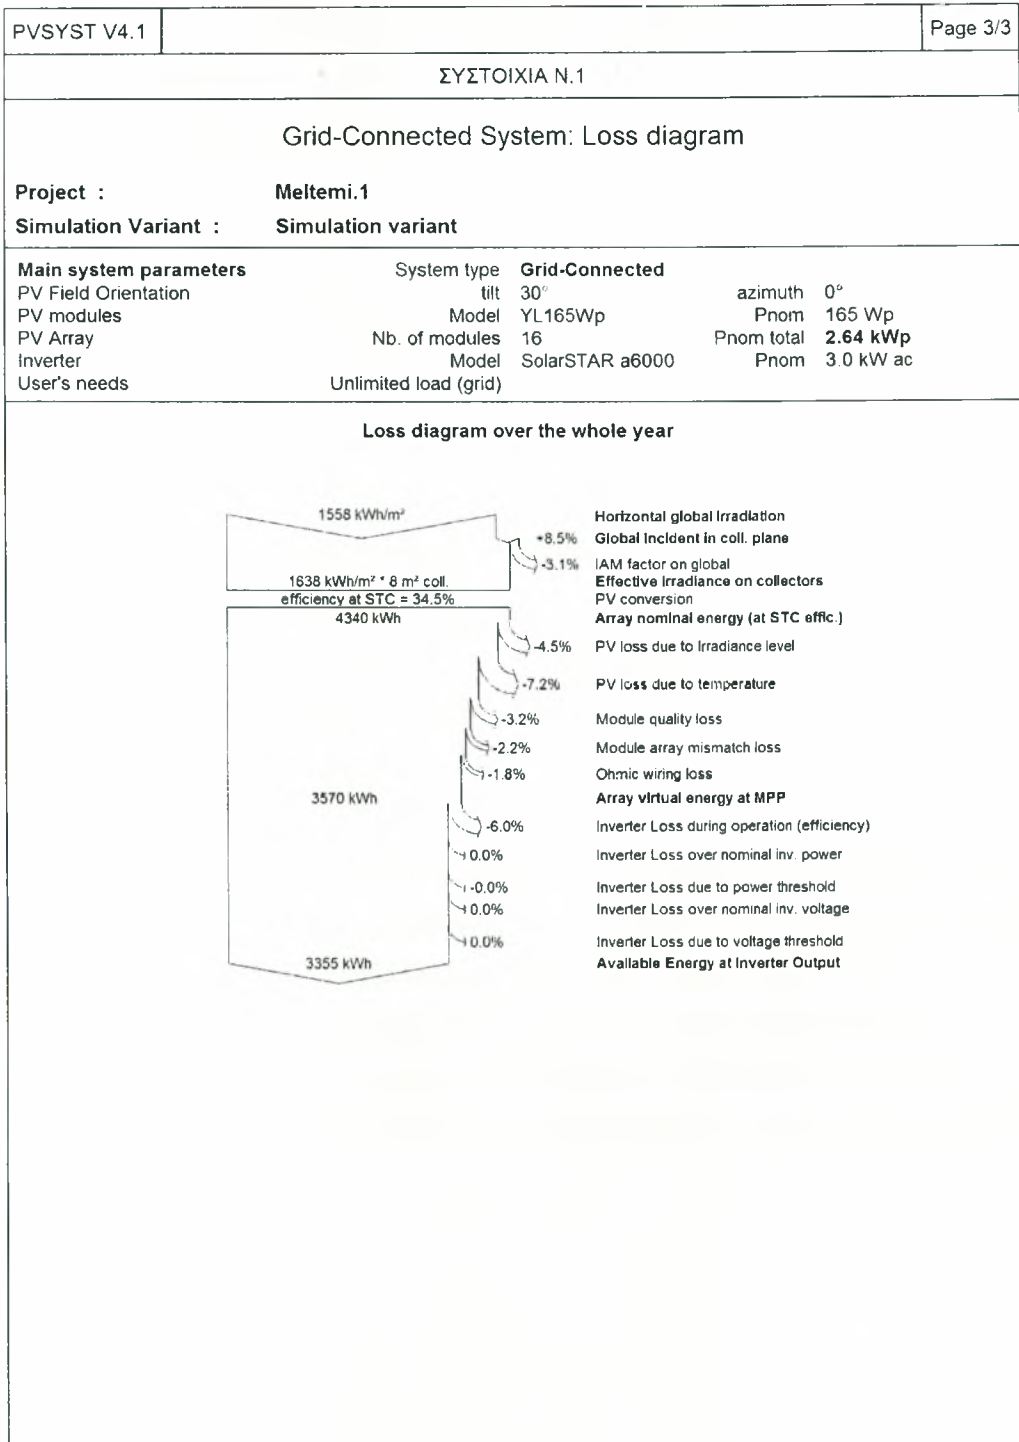 PVSYST V4.1
Page 3/3
ΣΥΣΤΟΙΧΙΑ Ν.1
Grid-Connected System: Loss diagram
Project : Meltemi.1
Simulation Variant : Simulation variant
Main system parameters System type Grid-Connected
PV Field Orientation tilt 30° azimuth 0°
PV modules Model YL165Wp Pnom 165 Wp
PV Array Nb. of modules 16 Pnom total 2.64 kWp
Inverter Model SolarSTAR a6000 Pnom 3.0 kW ac
User's needs Unlimited load (grid)
Loss diagram over the whole year
1558 kWh/m² Horizontal global Irradiation
+8.5% Global Incident in coll. plane
-3.1% IAM factor on global
1638 kWh/m² * 8 m² coll. Effective Irradiance on collectors
efficiency at STC = 34.5% PV conversion
4340 kWh Array nominal energy (at STC effic.)
-4.5% PV loss due to Irradiance level
-7.2% PV loss due to temperature
-3.2% Module quality loss
-2.2% Module array mismatch loss
-1.8% Ohmic wiring loss
3570 kWh Array virtual energy at MPP
-6.0% Inverter Loss during operation (efficiency)
0.0% Inverter Loss over nominal inv. power
-0.0% Inverter Loss due to power threshold
0.0% Inverter Loss over nominal inv. voltage
0.0% Inverter Loss due to voltage threshold
3355 kWh Available Energy at Inverter Output